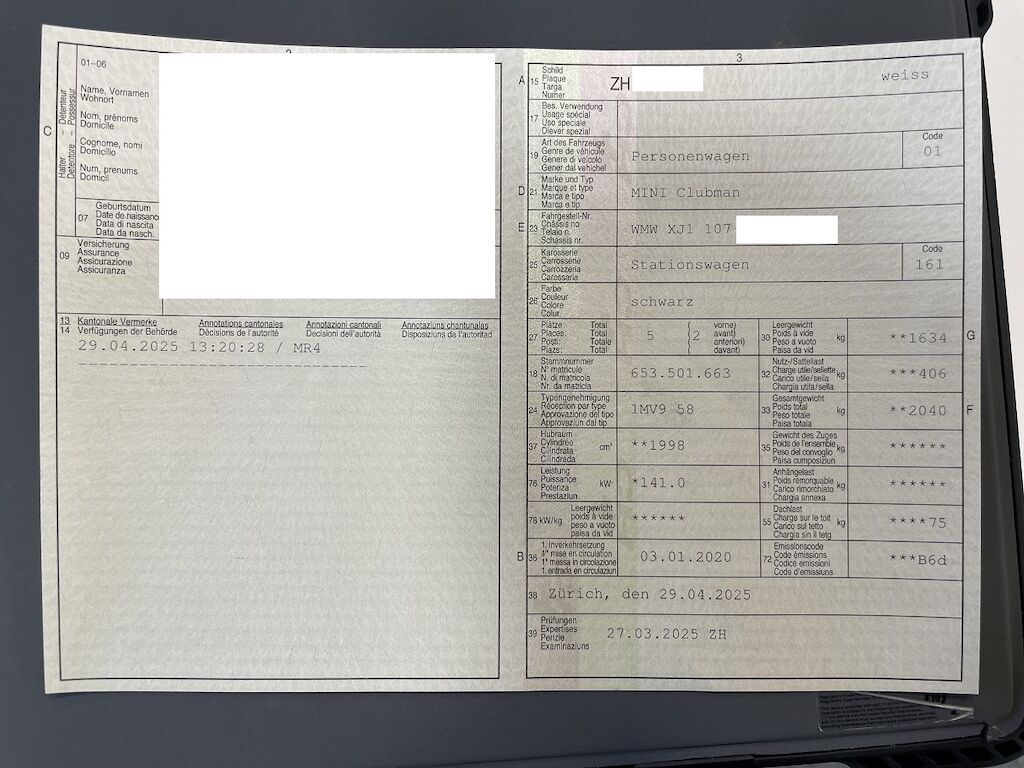 01-06
C
Halter – Détenteur
Detentore – Possessur
Name, Vornamen
Wohnort
Nom, prénoms
Domicile
Cognome, nomi
Domicilio
Num, prenums
Domicil
07
Geburtsdatum
Date de naissance
Data di nascita
Data da nasch.
09
Versicherung
Assurance
Assicurazione
Assicuranza
13 Kantonale Vermerke Annotations cantonales Annotazioni cantonali Annotaziuns chantunalas
14 Verfügungen der Behörde Décisions de l'autorité Decisioni dell'autorità Disposiziuns da l'autoritad
29.04.2025 13:20:28 / MR4
--------------------------------
3
A 15
Schild
Plaque
Targa
Numer
ZH
weiss
17
Bes. Verwendung
Usage spécial
Uso speciale
Diever spezial
19
Art des Fahrzeugs
Genre de véhicule
Genere di veicolo
Gener dal vehichel
Personenwagen
Code
01
D 21
Marke und Typ
Marque et type
Marca e tipo
Marca e tip
MINI Clubman
E 23
Fahrgestell-Nr.
Châssis no
Telaio n.
Schassis nr.
WMW XJ1 107
25
Karosserie
Carrosserie
Carrozzeria
Carossaria
Stationswagen
Code
161
26
Farbe
Couleur
Colore
Colur
schwarz
27
Plätze: Total
Places: Total
Posti: Totale
Plazs: Total
5 ( 2 vorne)
avant)
anterion)
davant)
30
Leergewicht
Poids à vide
Peso a vuoto
Paisa da vid
kg
**1634
G
18
Stammnummer
N° matricule
N. di matricola
Nr. da matricla
653.501.663
32
Nutz-/Sattellast
Charge utile/sellette
Carico utile/sella
Chargia utila/sella
kg
***406
24
Typengenehmigung
Réception par type
Approvazione del tipo
Approvaziun dal tip
1MV9 58
33
Gesamtgewicht
Poids total
Peso totale
Paisa totala
kg
**2040
F
37
Hubraum
Cylindrée
Cilindrata
Cilindrada
cm³
**1998
35
Gewicht des Zuges
Poids de l'ensemble
Peso del convoglio
Paisa cumposiziun
kg
******
76
Leistung
Puissance
Potenza
Prestaziun
kW
*141.0
31
Anhängelast
Poids remorquable
Carico rimorchiato
Chargia annexa
kg
******
78 kW/kg
Leergewicht
poids à vide
peso a vuoto
paisa da vid
******
55
Dachlast
Charge sur le toit
Carico sul tetto
Chargia sin il tetg
kg
****75
B 36
1. Inverkehrsetzung
1re mise en circulation
1a messa in circolazione
1. entrada en circulaziun
03.01.2020
72
Emissionscode
Code émissions
Codice emissioni
Code d'emissiuns
***B6d
38 Zürich, den 29.04.2025
39
Prüfungen
Expertises
Perizie
Examinaziuns
27.03.2025 ZH